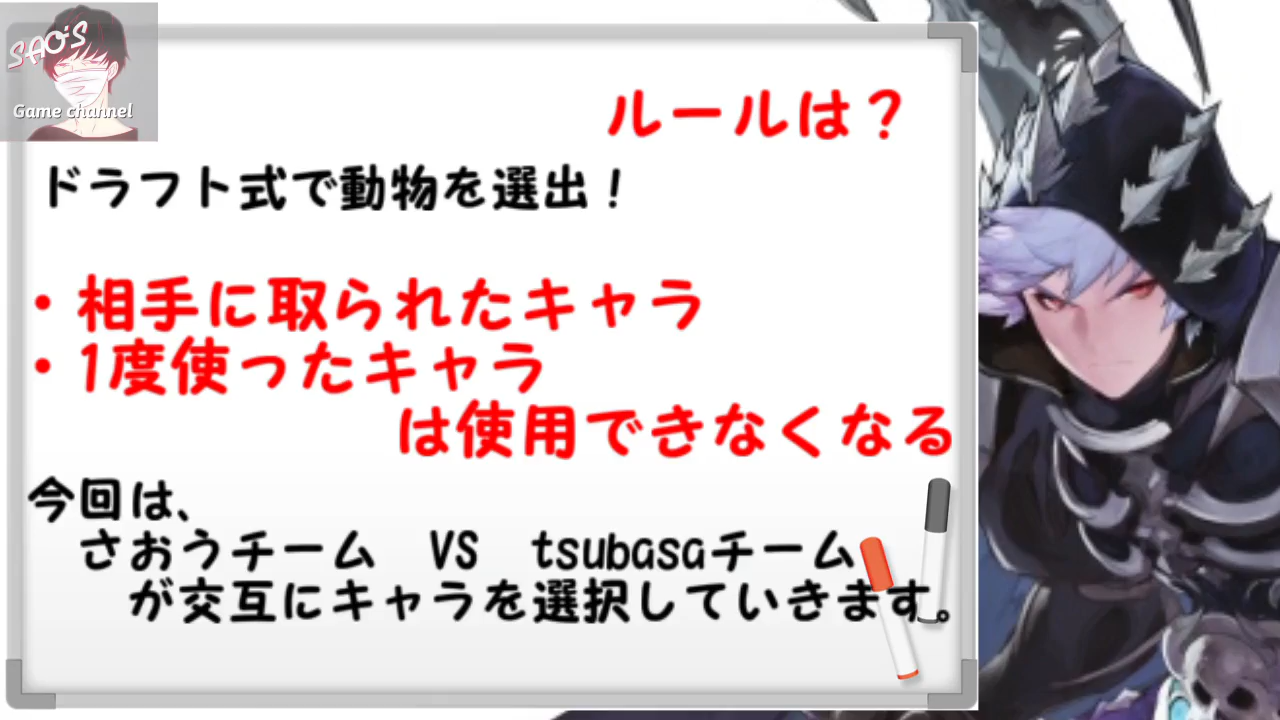 SAO'S
Game channel
ルールは？
ドラフト式で動物を選出！
・相手に取られたキャラ
・1度使ったキャラ
は使用できなくなる
今回は、
さおうチーム　VS　tsubasaチーム
が交互にキャラを選択していきます。